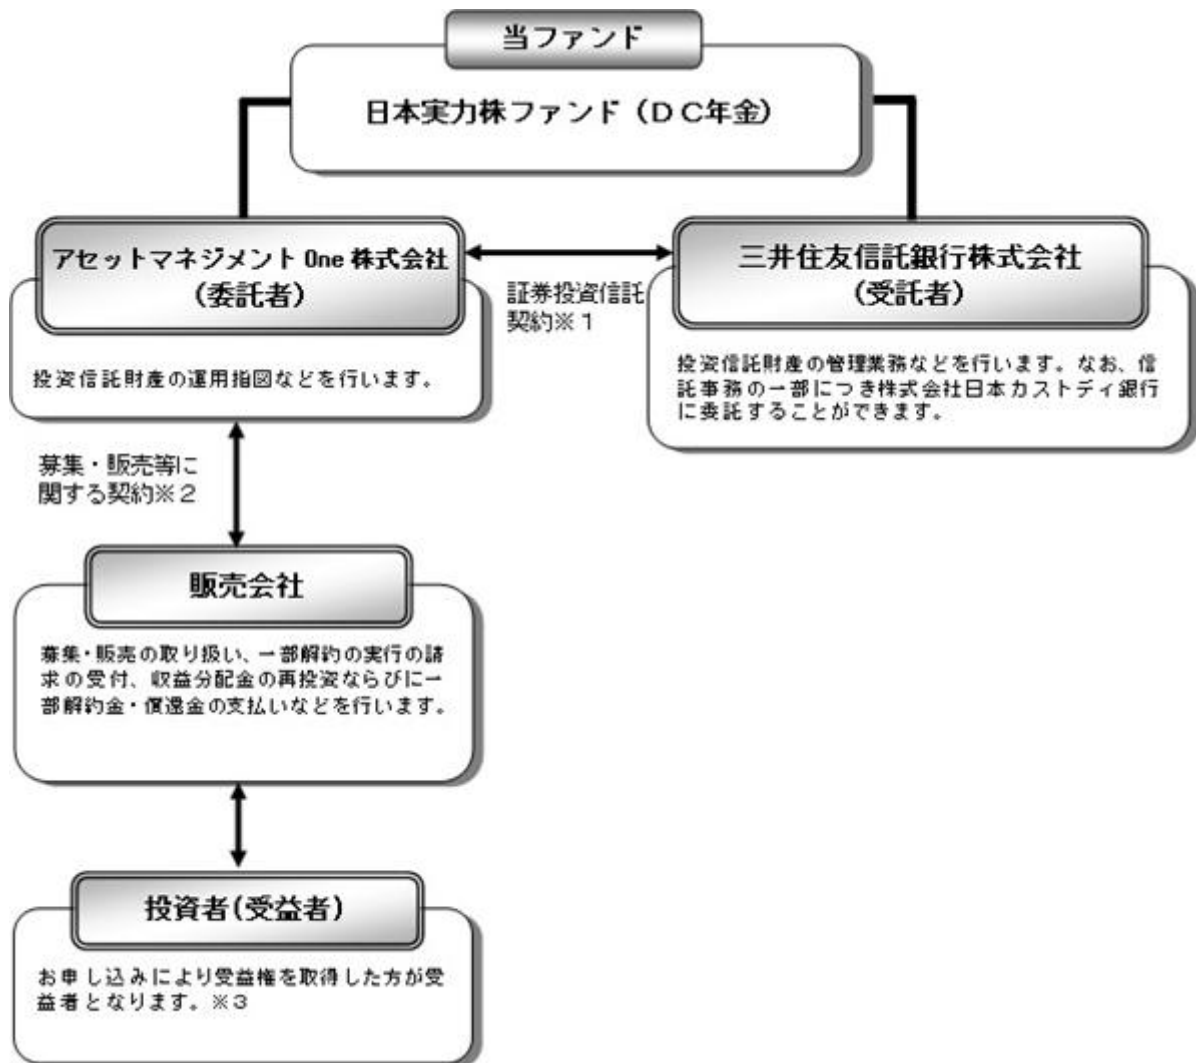 当ファンド
日本実力株ファンド（ＤＣ年金）
アセットマネジメント One 株式会社
（委託者）
投資信託財産の運用指図などを行います。
証券投資信託
契約※１
三井住友信託銀行株式会社
（受託者）
投資信託財産の管理業務などを行います。なお、信
託事務の一部につき株式会社日本カストディ銀行
に委託することができます。
募集・販売等に
関する契約※２
販売会社
募集・販売の取り扱い、一部解約の実行の請
求の受付、収益分配金の再投資ならびに一
部解約金・償還金の支払いなどを行います。
投資者（受益者）
お申し込みにより受益権を取得した方が受
益者となります。※３